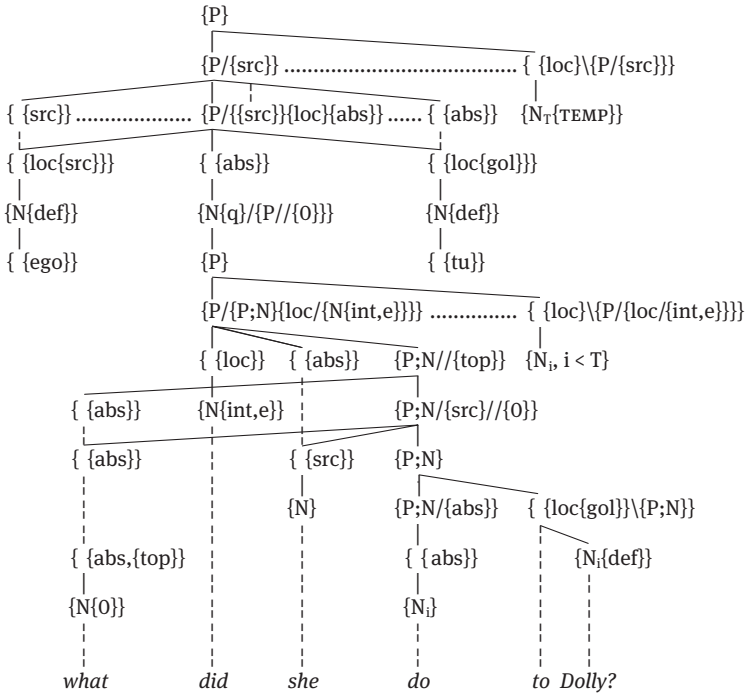 {P}
{P/{src}} ....................................... { {loc}\{P/{src}}}
{ {src}} ................... {P/{{src}}{loc}{abs}} ...... { {abs}} {N_T{TEMP}}
{ {loc{src}}} { {abs}} { {loc{gol}}}
{N{def}} {N{q}/{P//{0}}} {N{def}}
{ {ego}} {P} { {tu}}
{P/{P;N}{loc/{N{int,e}}}} ............... { {loc}\{P/{loc/{int,e}}}}
{ {loc}} { {abs}} {P;N//{top}} {N_i, i < T}
{ {abs}} {N{int,e}} {P;N/{src}//{0}}
{ {abs}} { {src}} {P;N}
{N} {P;N/{abs}} { {loc{gol}}\{P;N}}
{ {abs,{top}} { {abs}} {N_i{def}}
{N{0}} {N_i}
what did she do to Dolly?